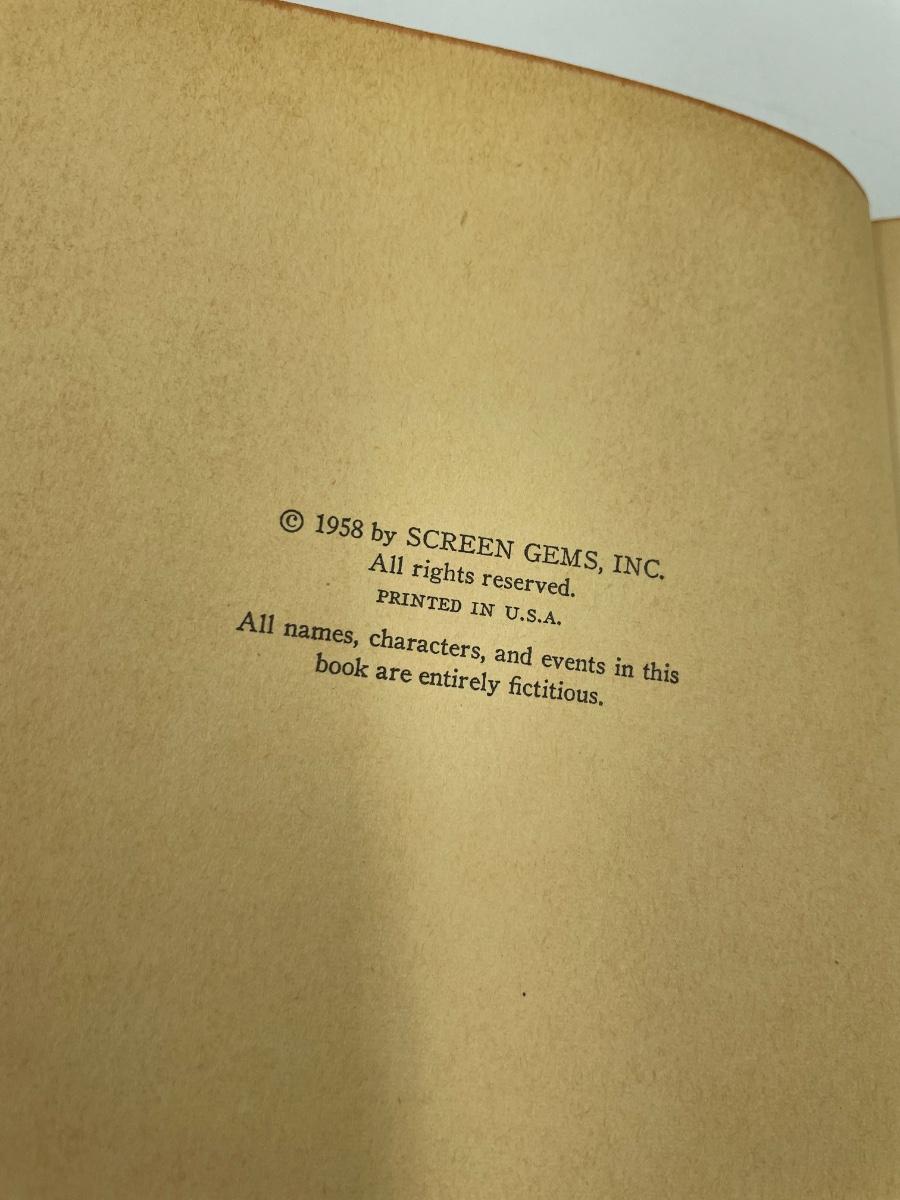 © 1958 by SCREEN GEMS, INC.
All rights reserved.
PRINTED IN U.S.A.
All names, characters, and events in this
book are entirely fictitious.